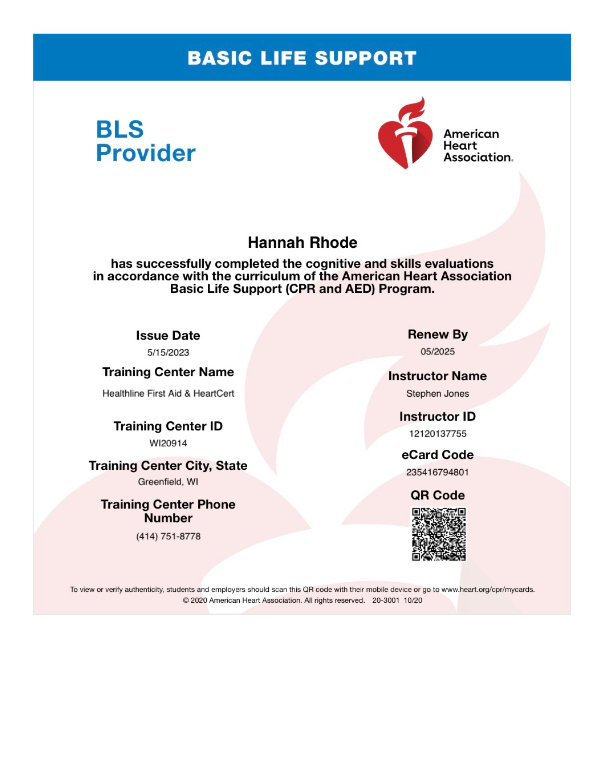 BASIC LIFE SUPPORT
BLS
Provider
American
Heart
Association.
Hannah Rhode
has successfully completed the cognitive and skills evaluations
in accordance with the curriculum of the American Heart Association
Basic Life Support (CPR and AED) Program.
Issue Date
5/15/2023
Training Center Name
Healthline First Aid & HeartCert
Training Center ID
WI20914
Training Center City, State
Greenfield, WI
Training Center Phone
Number
(414) 751-8778
Renew By
05/2025
Instructor Name
Stephen Jones
Instructor ID
12120137755
eCard Code
235416794801
QR Code
To view or verify authenticity, students and employers should scan this QR code with their mobile device or go to www.heart.org/cpr/mycards.
© 2020 American Heart Association. All rights reserved. 20-3001 10/20